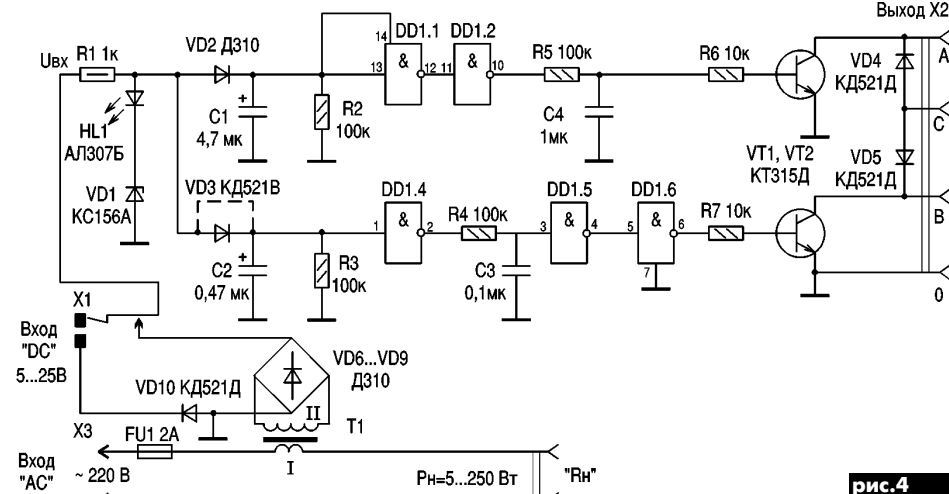 Выход X2
Uвх
R1 1к
VD2 Д310
14
DD1.1
DD1.2
&
&
13
12
11
10
R5 100к
R6 10к
A
VD4
КД521Д
HL1
АЛ307Б
+
C1
4,7 мк
R2
100к
C4
1мк
C
VT1, VT2
КТ315Д
VD5
КД521Д
VD1
КС156А
VD3 КД521В
DD1.4
DD1.5
DD1.6
&
&
&
1
2
R4 100к
3
4
5
6
R7 10к
B
+
C2
0,47 мк
R3
100к
C3
0,1мк
7
0
X1
Вход
"DC"
5...25В
VD6...VD9
Д310
VD10 КД521Д
II
T1
X3
FU1 2A
Вход
"AC"
~ 220 В
I
Рн=5...250 Вт
"Rн"
рис.4